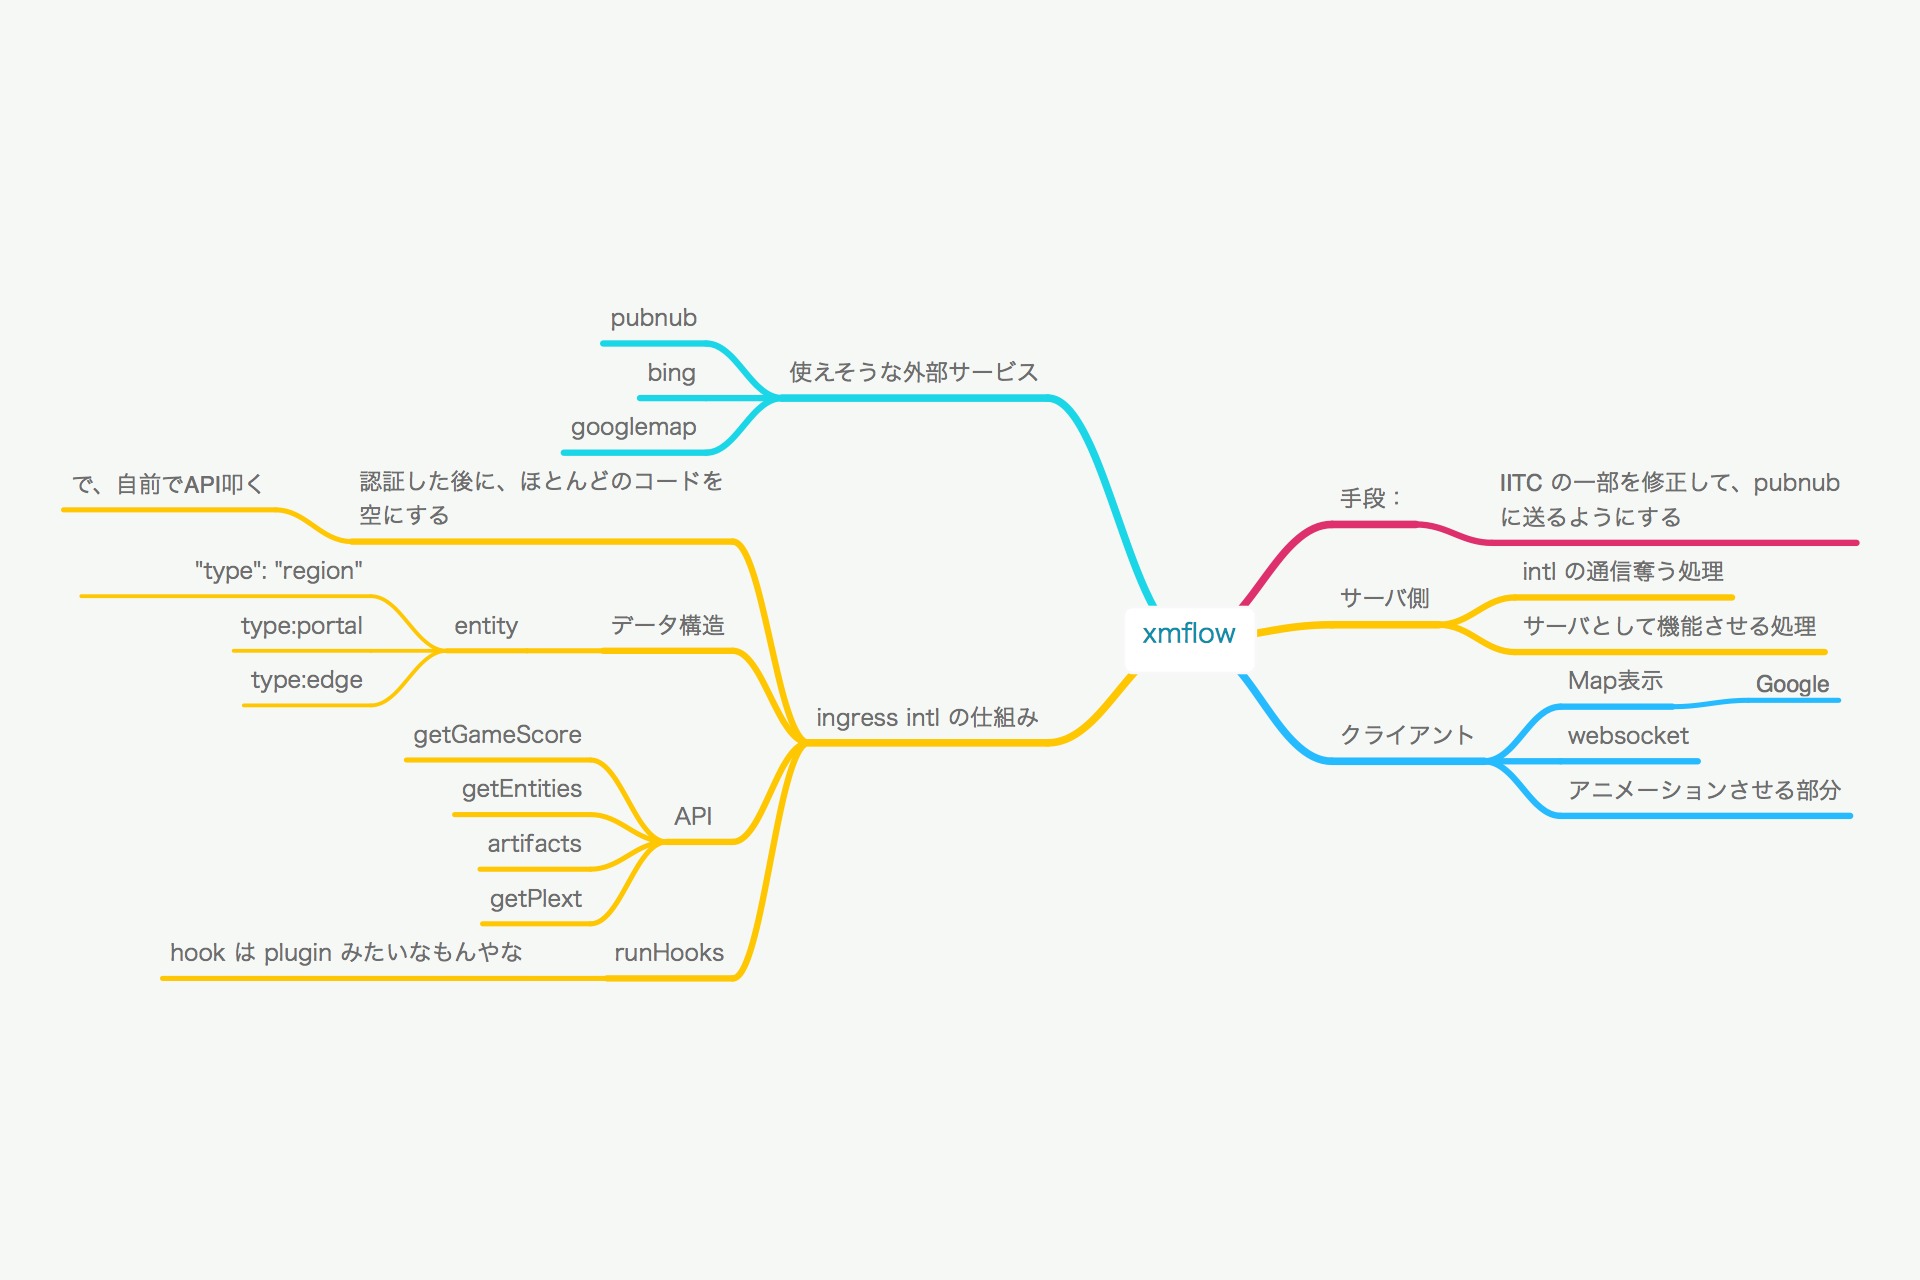 xmflow
使えそうな外部サービス
pubnub
bing
googlemap
ingress intl の仕組み
認証した後に、ほとんどのコードを
空にする
で、自前でAPI叩く
データ構造
entity
"type": "region"
type:portal
type:edge
API
getGameScore
getEntities
artifacts
getPlext
runHooks
hook は plugin みたいなもんやな
手段：
IITC の一部を修正して、pubnub
に送るようにする
サーバ側
intl の通信奪う処理
サーバとして機能させる処理
クライアント
Map表示
Google
websocket
アニメーションさせる部分